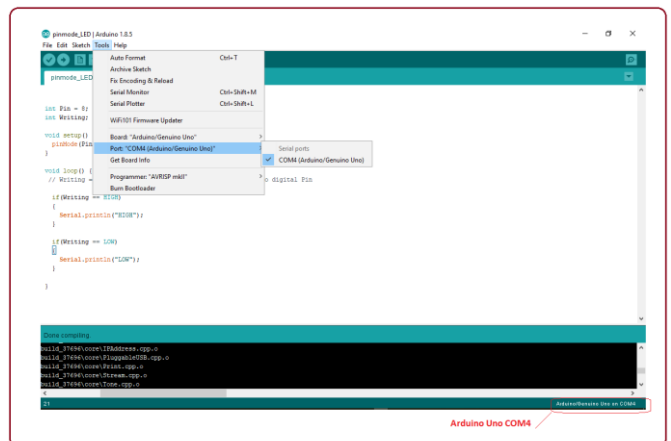 pinmode_LED | Arduino 1.8.5
File Edit Sketch Tools Help
pinmode_LED
Auto Format Ctrl+T
Archive Sketch
Fix Encoding & Reload
Serial Monitor Ctrl+Shift+M
Serial Plotter Ctrl+Shift+L
WiFi101 Firmware Updater
Board: "Arduino/Genuino Uno"
Port: "COM4 (Arduino/Genuino Uno)"
Get Board Info
Programmer: "AVRISP mkII"
Burn Bootloader
Serial ports
COM4 (Arduino/Genuino Uno)
int Pin = 8;
int Writing;
void setup()
pinMode(Pin
}
void loop() {
// Writing = o digital Pin
if(Writing == HIGH)
{
Serial.println("HIGH");
}
if(Writing == LOW)
{
Serial.println("LOW");
}
}
Done compiling
build_37696\core\IPAddress.cpp.o
build_37696\core\PluggableUSB.cpp.o
build_37696\core\Print.cpp.o
build_37696\core\Stream.cpp.o
build_37696\core\Tone.cpp.o
21 Arduino/Genuino Uno on COM4
Arduino Uno COM4